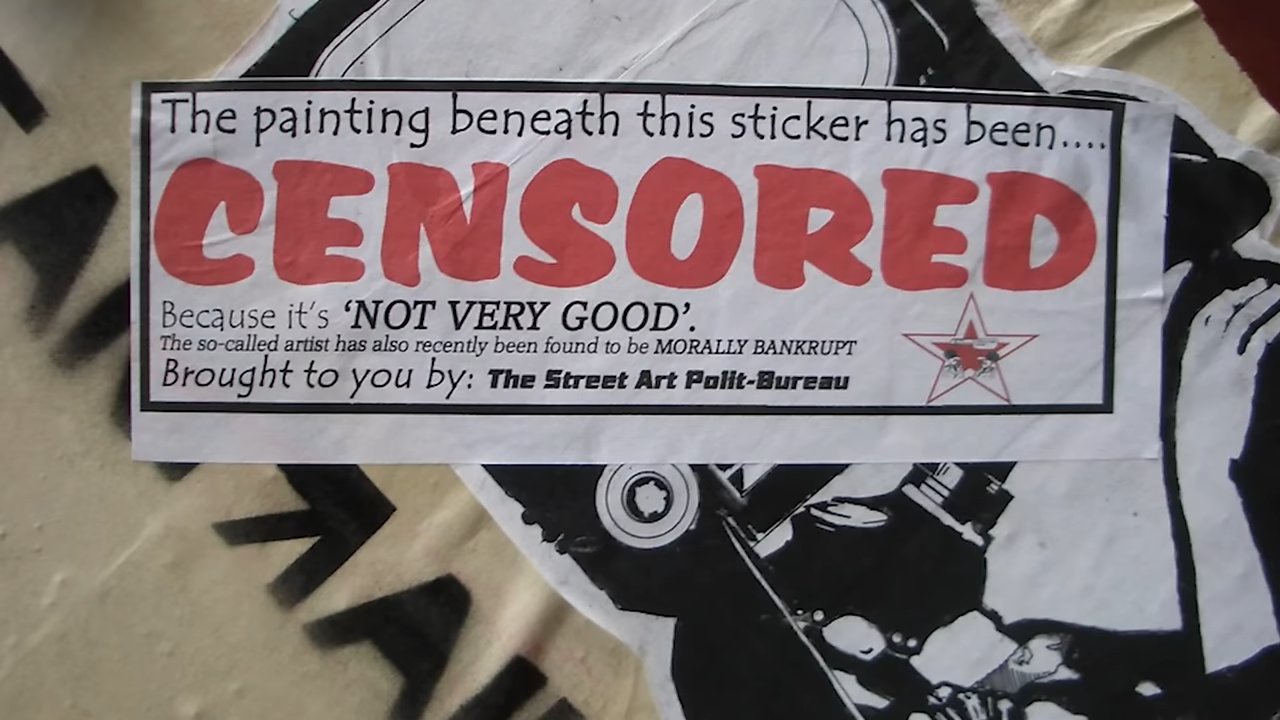 The painting beneath this sticker has been....
CENSORED
Because it's 'NOT VERY GOOD'.
The so-called artist has also recently been found to be MORALLY BANKRUPT
Brought to you by: The Street Art Polit-Bureau